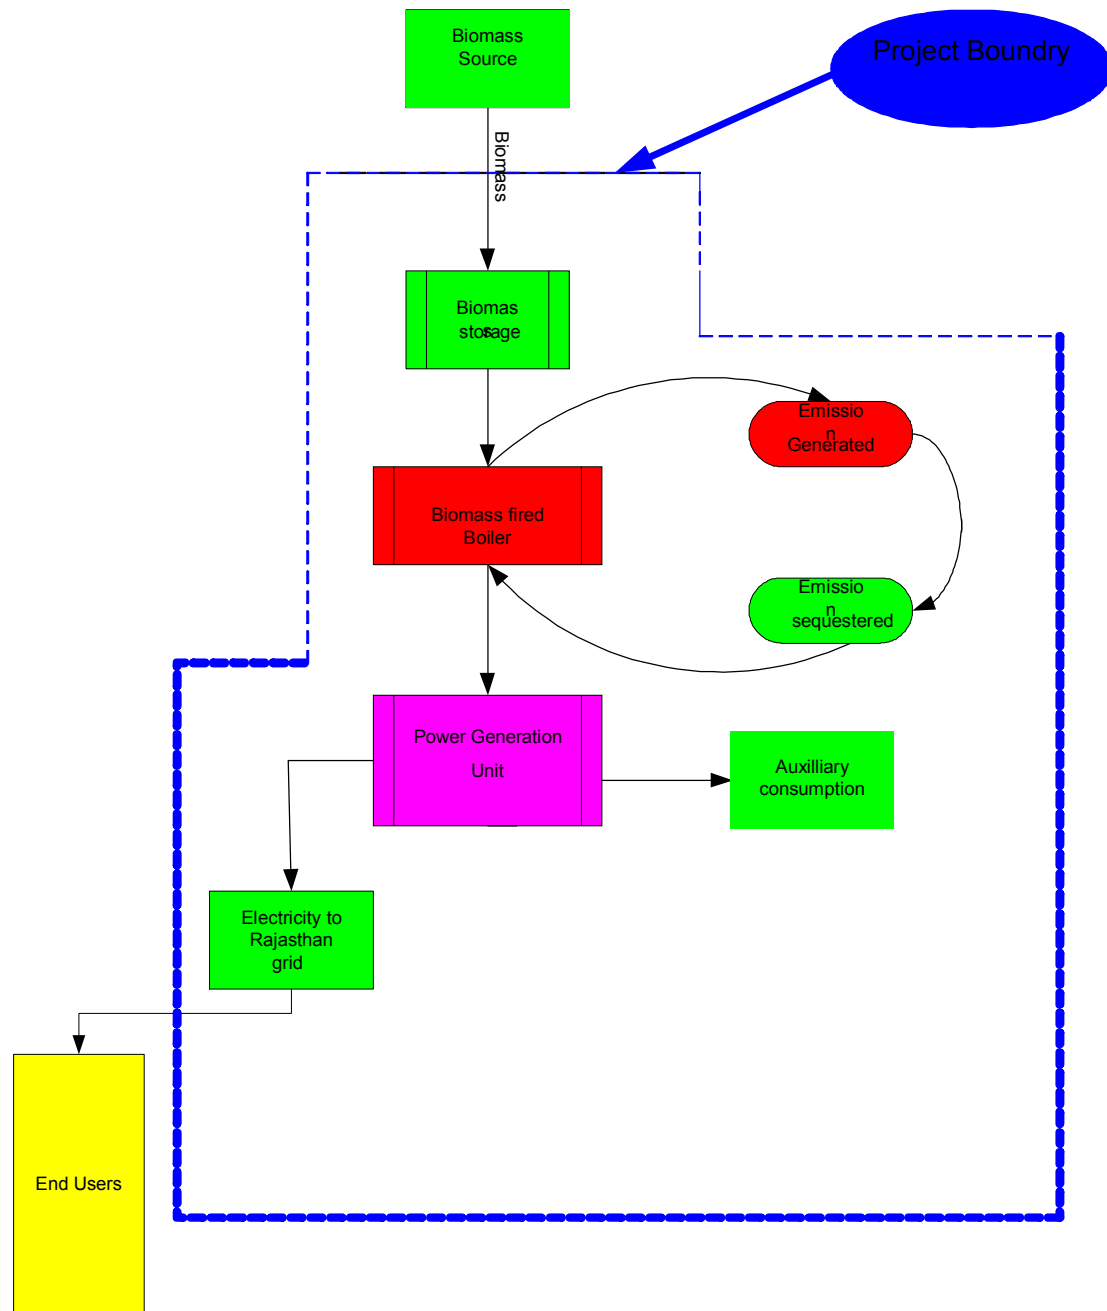 Biomass
Source
Project Boundry
Biomass
Biomas
s
storage
Emissio
n
Generated
Biomass fired
Boiler
Emissio
n
sequestered
Power Generation
Unit
Auxilliary
consumption
Electricity to
Rajasthan
grid
End Users